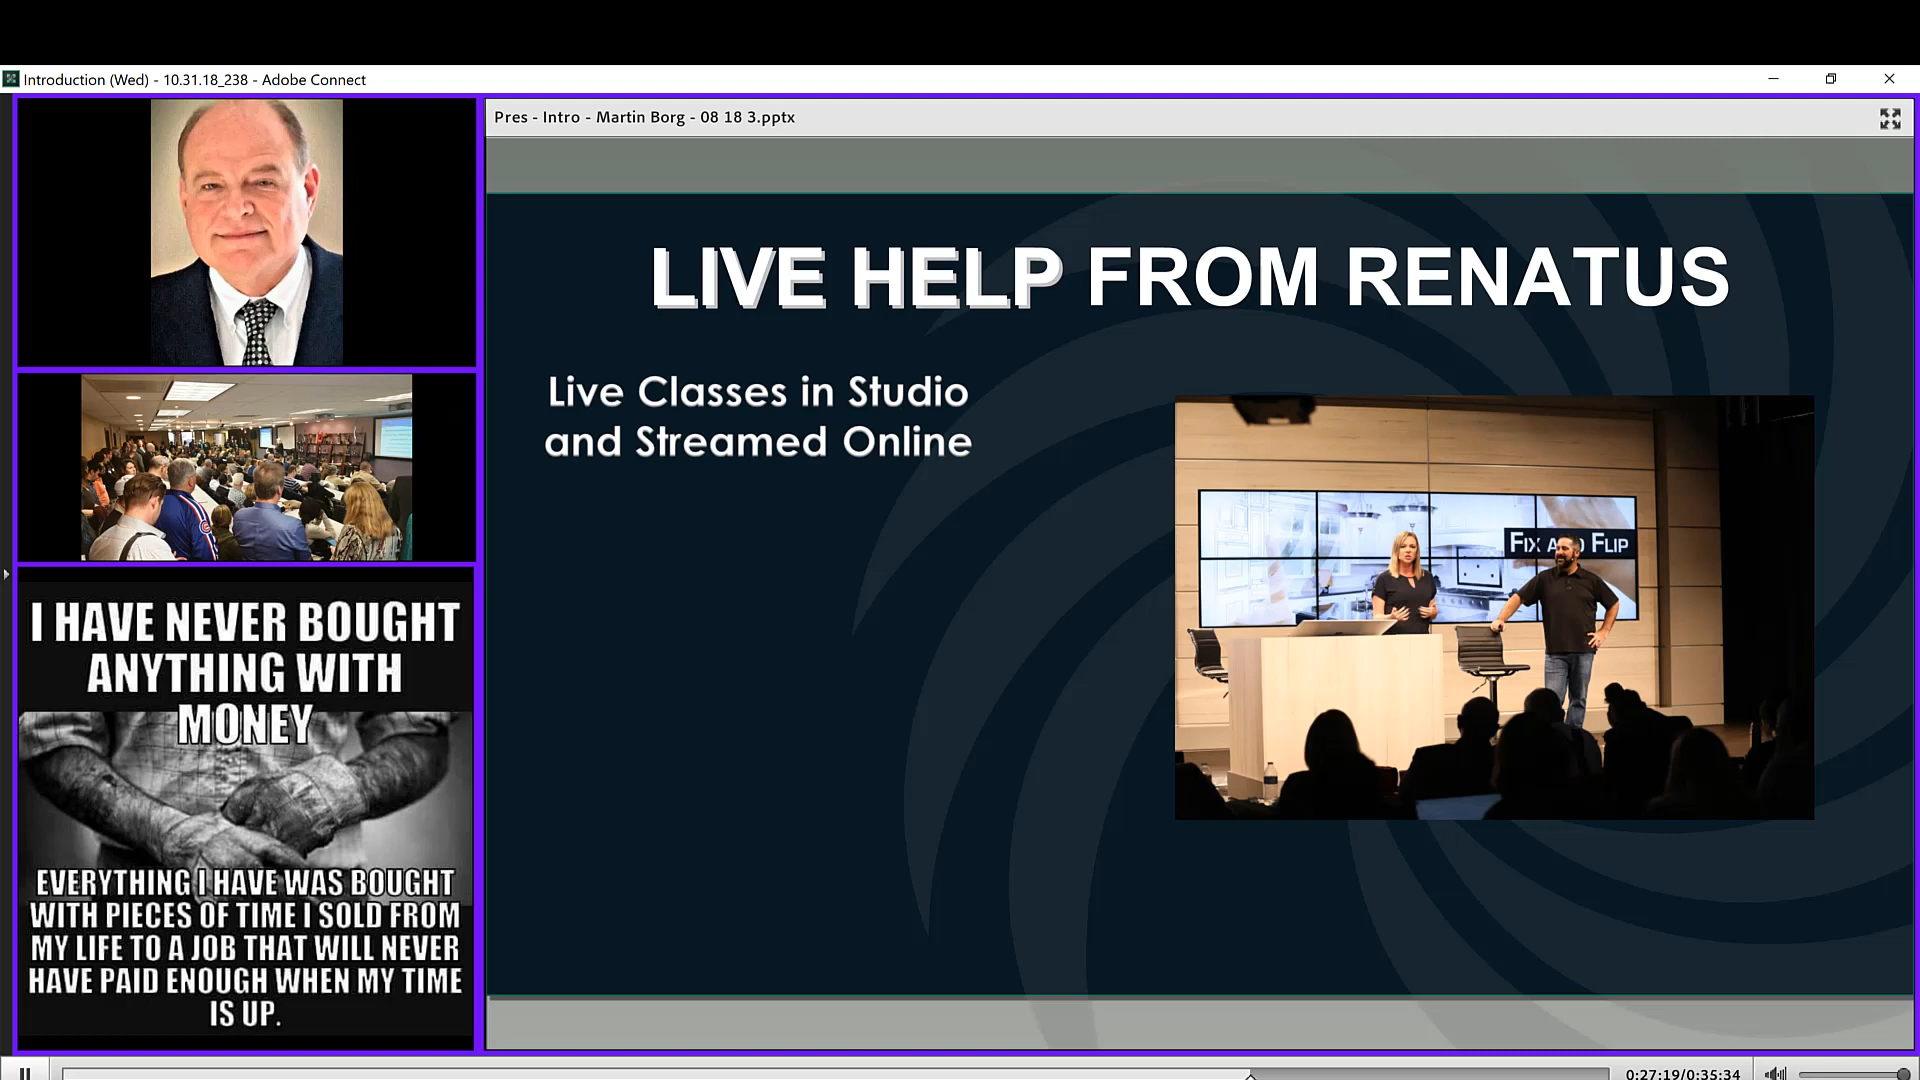 Introduction (Wed) - 10.31.18_238 - Adobe Connect
Pres - Intro - Martin Borg - 08 18 3.pptx
LIVE HELP FROM RENATUS
Live Classes in Studio
and Streamed Online
I HAVE NEVER BOUGHT
ANYTHING WITH
MONEY
EVERYTHING I HAVE WAS BOUGHT
WITH PIECES OF TIME I SOLD FROM
MY LIFE TO A JOB THAT WILL NEVER
HAVE PAID ENOUGH WHEN MY TIME
IS UP.
0:27:19/0:35:34